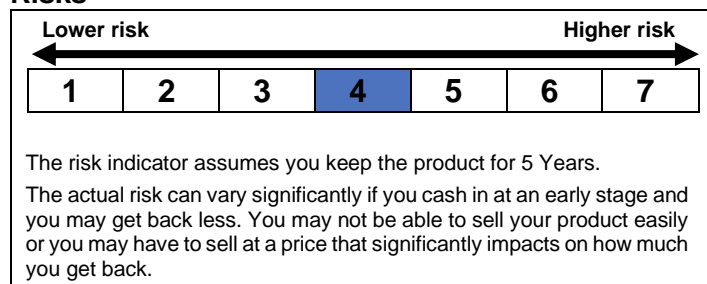 Risks
Lower risk Higher risk
1 2 3 4 5 6 7
The risk indicator assumes you keep the product for 5 Years.
The actual risk can vary significantly if you cash in at an early stage and
you may get back less. You may not be able to sell your product easily
or you may have to sell at a price that significantly impacts on how much
you get back.